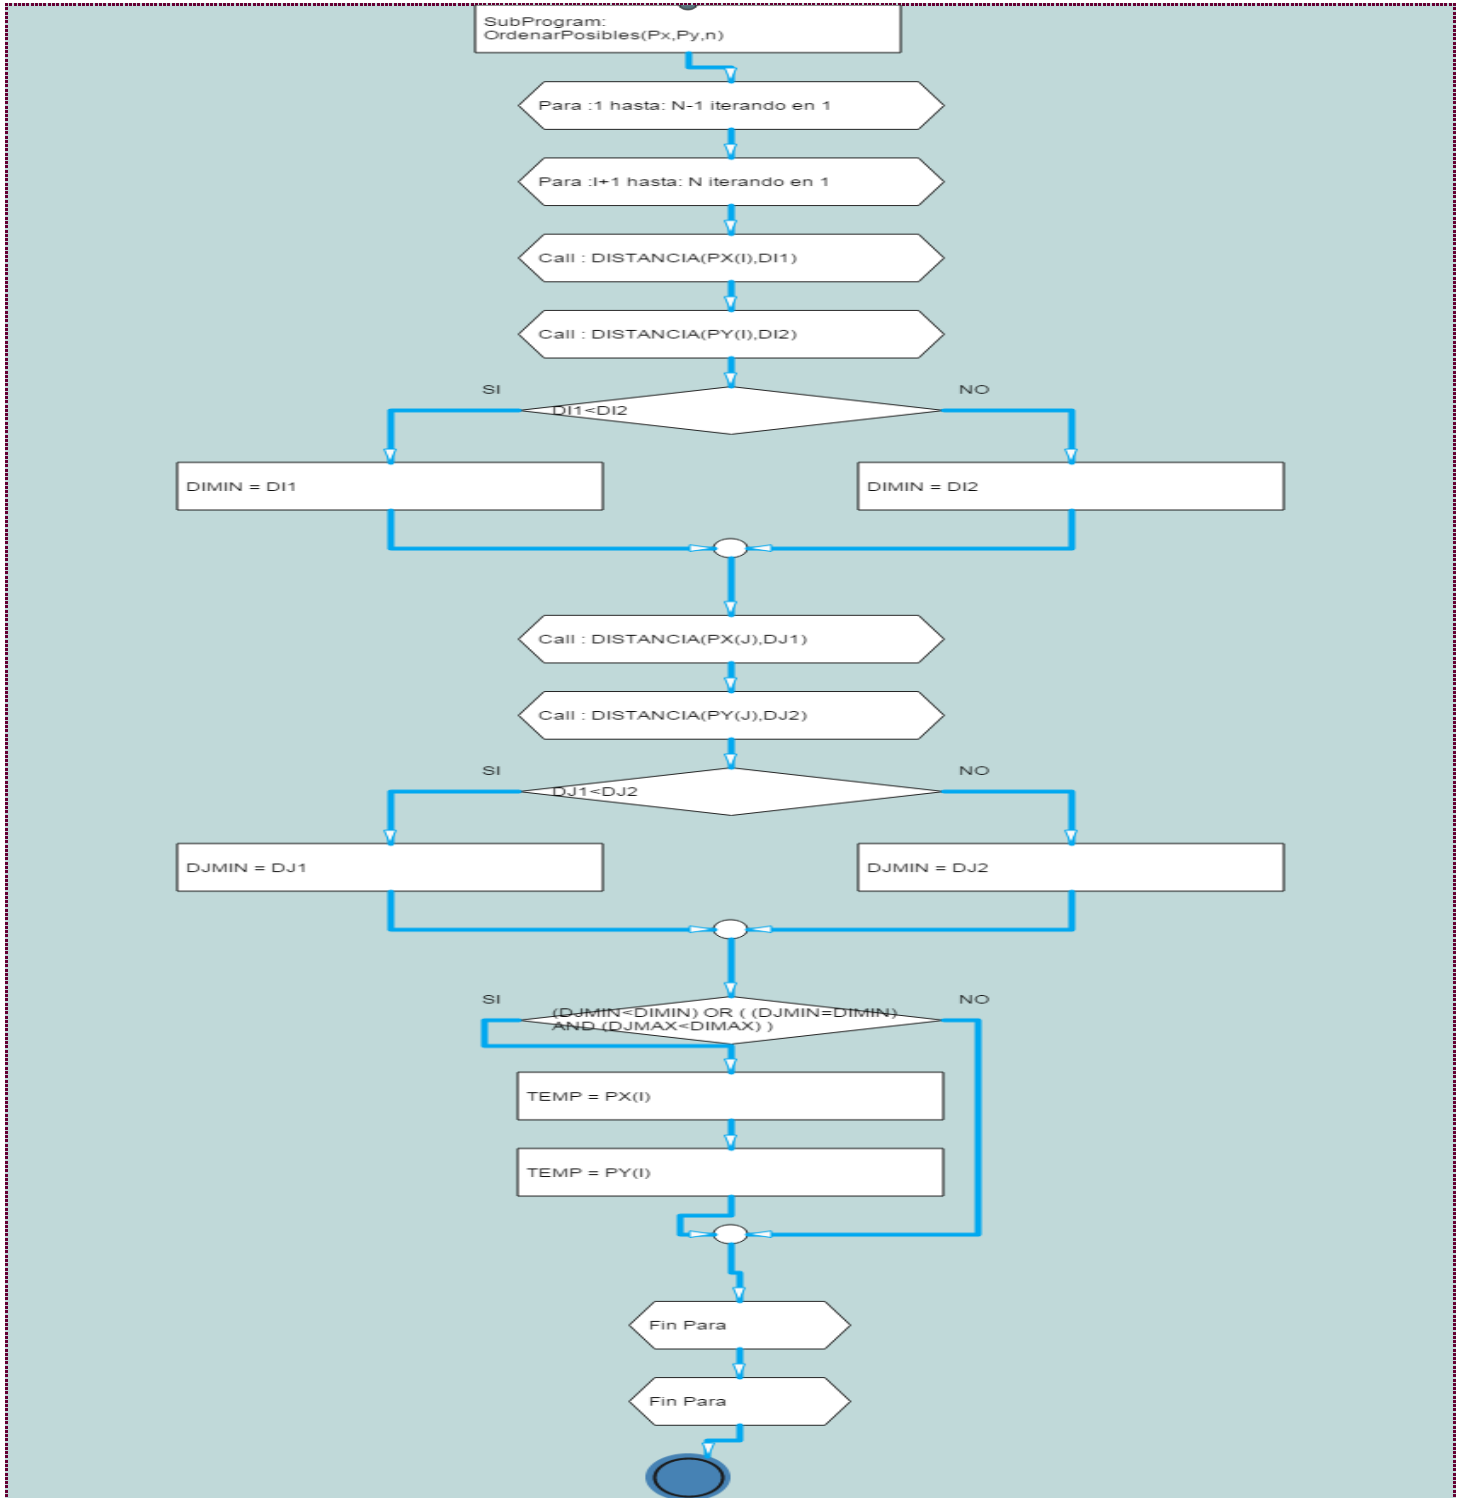 SubProgram:
OrdenarPosibles(Px,Py,n)
Para :1 hasta: N-1 iterando en 1
Para :I+1 hasta: N iterando en 1
Call : DISTANCIA(PX(I),DI1)
Call : DISTANCIA(PY(I),DI2)
SI
NO
DI1<DI2
DIMIN = DI1
DIMIN = DI2
Call : DISTANCIA(PX(J),DJ1)
Call : DISTANCIA(PY(J),DJ2)
SI
NO
DJ1<DJ2
DJMIN = DJ1
DJMIN = DJ2
SI
NO
(DJMIN<DIMIN) OR ( (DJMIN=DIMIN)
AND (DJMAX<DIMAX) )
TEMP = PX(I)
TEMP = PY(I)
Fin Para
Fin Para